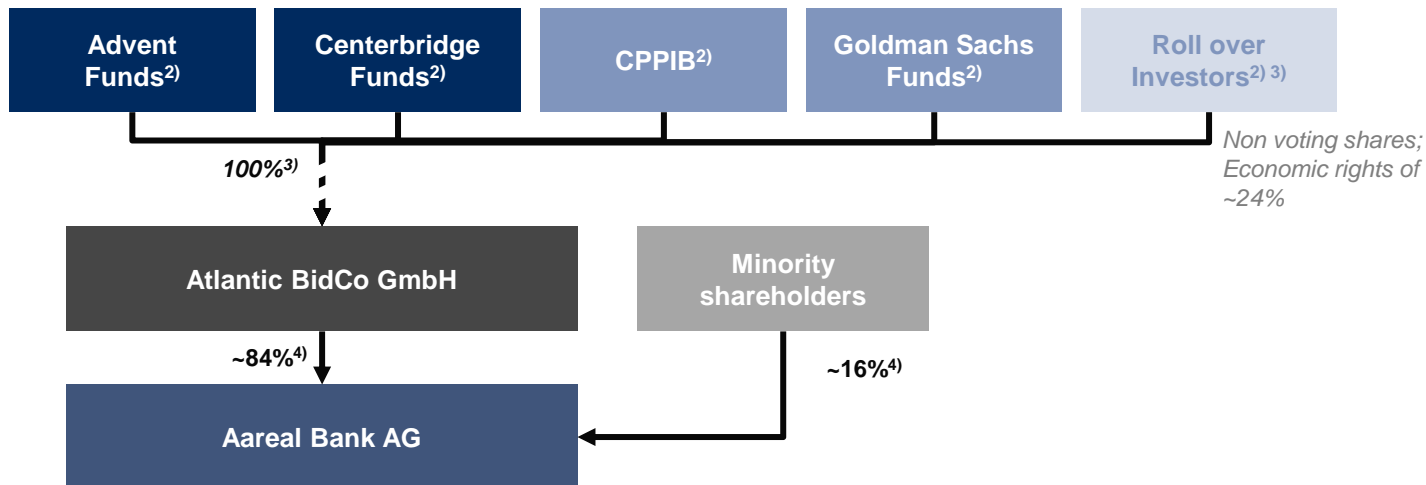 Advent
Funds2)
Centerbridge
Funds2)
CPPIB2)
Goldman Sachs
Funds2)
Roll over
Investors2) 3)
Non voting shares;
Economic rights of
~24%
100%3)
Atlantic BidCo GmbH
Minority
shareholders
~84%4)
~16%4)
Aareal Bank AG